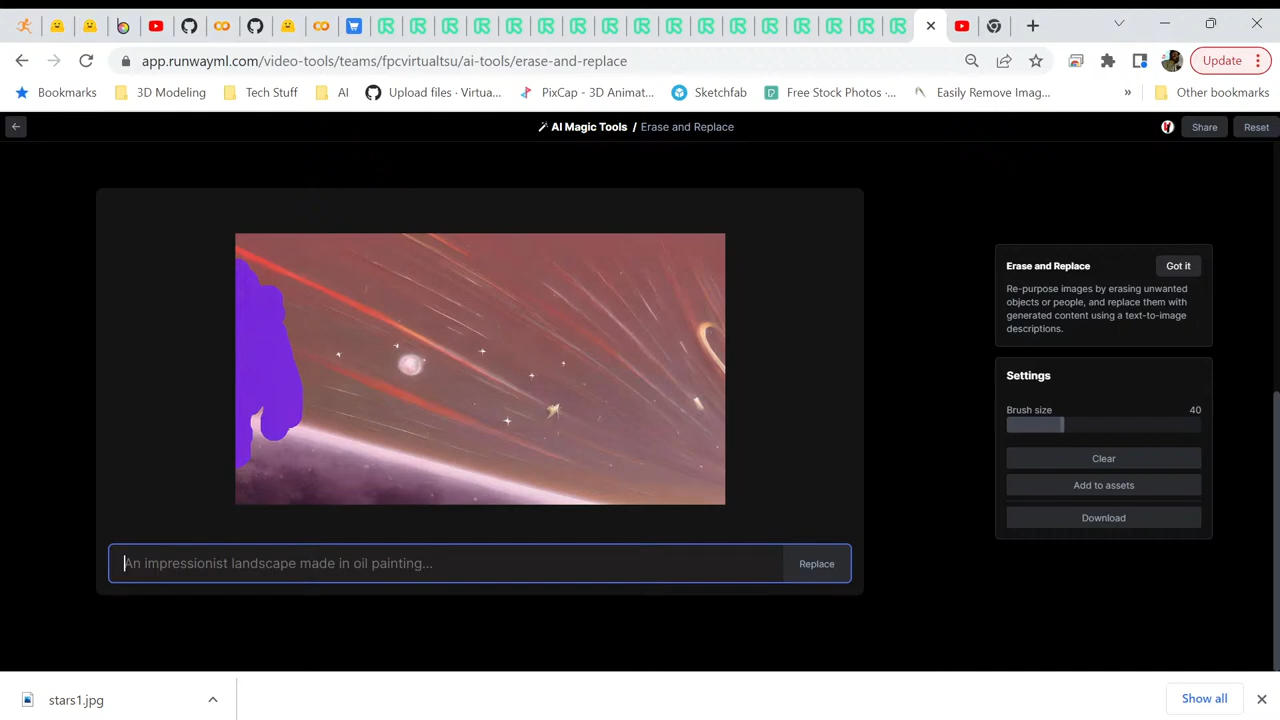 app.runwayml.com/video-tools/teams/fpcvirtualtsu/ai-tools/erase-and-replace
Update
Bookmarks
3D Modeling
Tech Stuff
AI
Upload files · Virtua...
PixCap - 3D Animat...
Sketchfab
Free Stock Photos ·...
Easily Remove Imag...
»
Other bookmarks
AI Magic Tools / Erase and Replace
Share
Reset
Erase and Replace
Got it
Re-purpose images by erasing unwanted
objects or people, and replace them with
generated content using a text-to-image
descriptions.
Settings
Brush size
40
Clear
Add to assets
Download
An impressionist landscape made in oil painting...
Replace
stars1.jpg
Show all